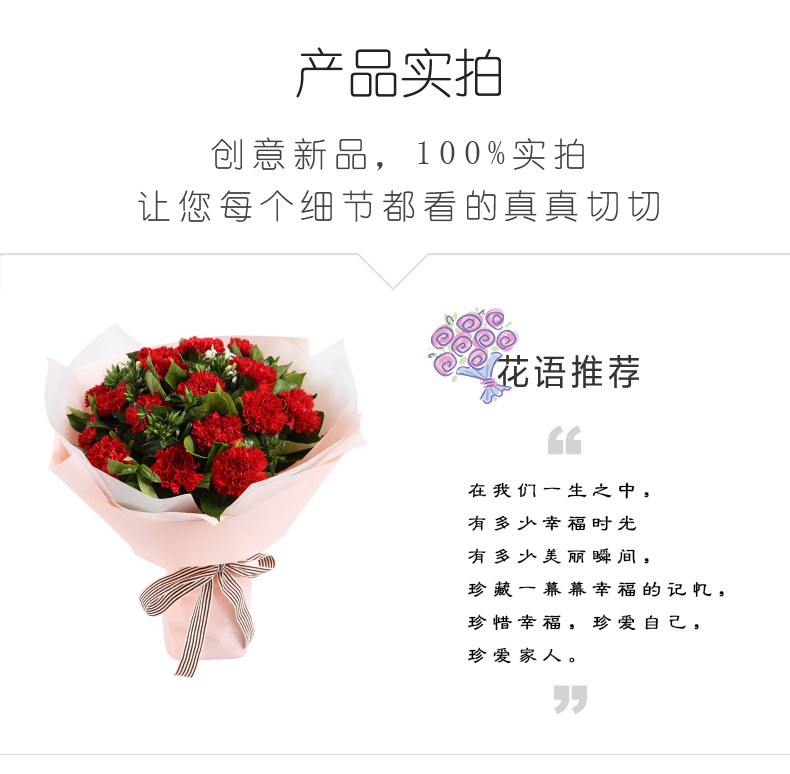 产品实拍
创意新品，100%实拍
让您每个细节都看的真真切切
花语推荐
“
在我们一生之中，
有多少幸福时光
有多少美丽瞬间，
珍藏一幕幕幸福的记忆，
珍惜幸福，珍爱自己，
珍爱家人。
”